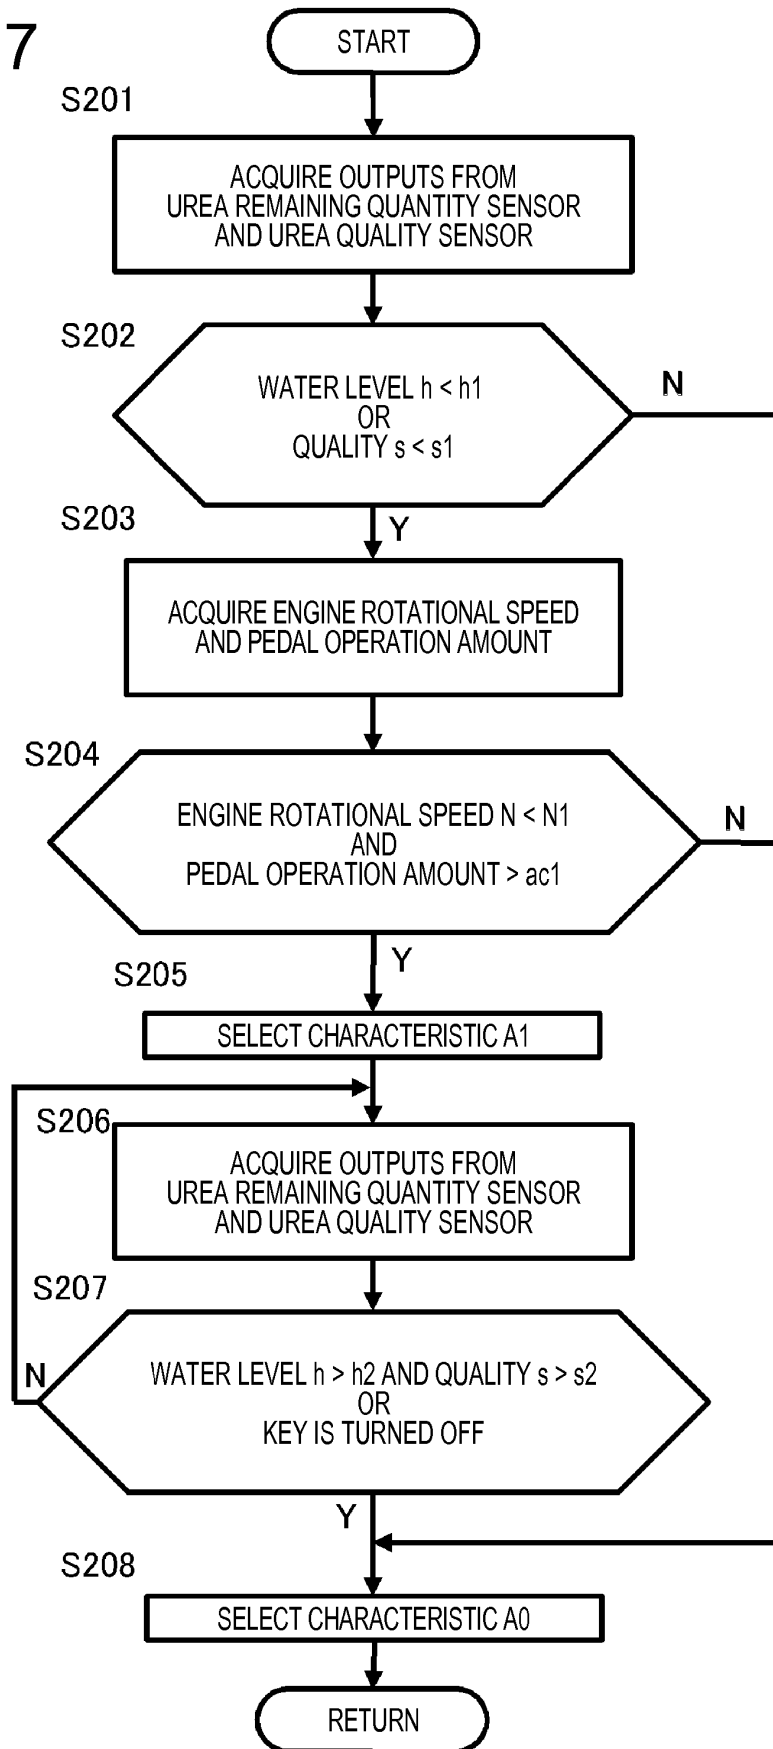 7
START
S201
ACQUIRE OUTPUTS FROM
UREA REMAINING QUANTITY SENSOR
AND UREA QUALITY SENSOR
S202
WATER LEVEL h < h1
OR
QUALITY s < s1
N
S203
Y
ACQUIRE ENGINE ROTATIONAL SPEED
AND PEDAL OPERATION AMOUNT
S204
ENGINE ROTATIONAL SPEED N < N1
AND
PEDAL OPERATION AMOUNT > ac1
N
Y
S205
SELECT CHARACTERISTIC A1
S206
ACQUIRE OUTPUTS FROM
UREA REMAINING QUANTITY SENSOR
AND UREA QUALITY SENSOR
S207
N
WATER LEVEL h > h2 AND QUALITY s > s2
OR
KEY IS TURNED OFF
Y
S208
SELECT CHARACTERISTIC A0
RETURN